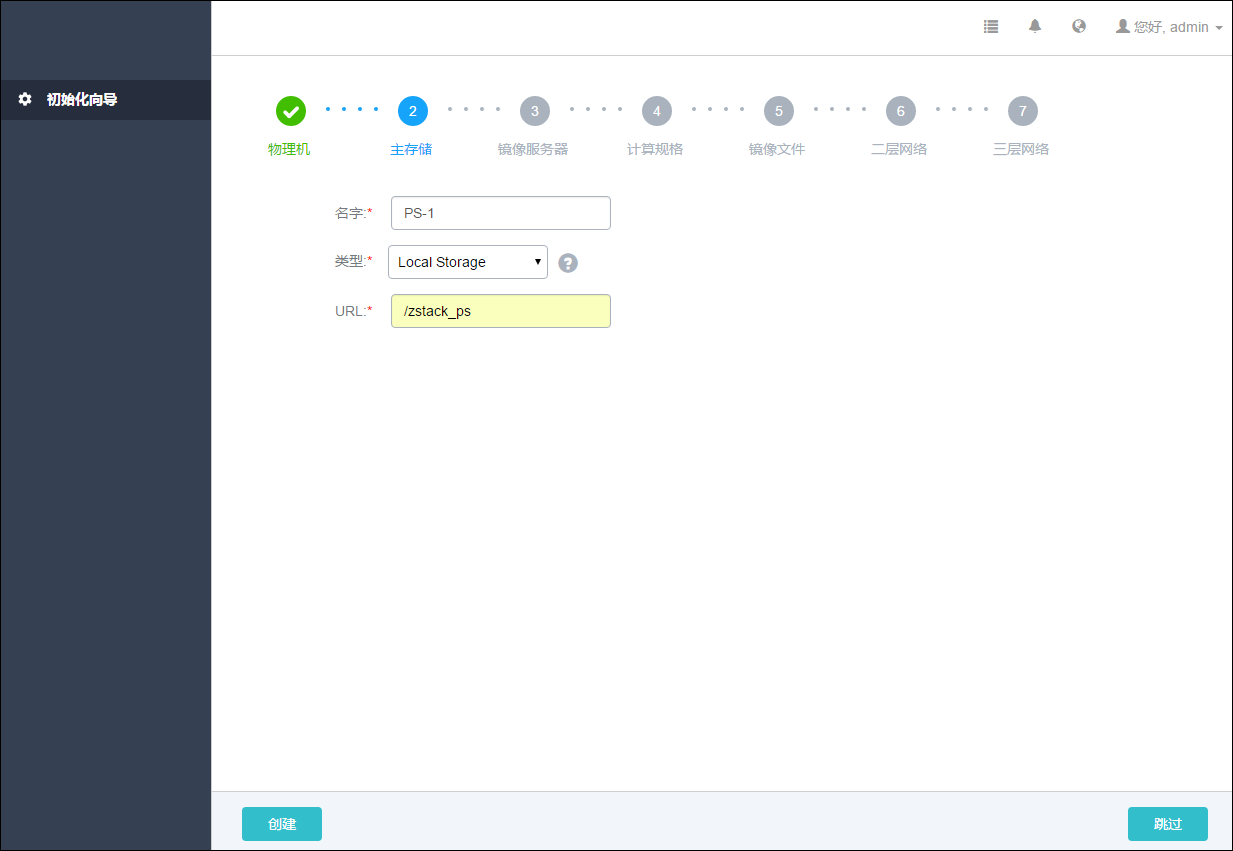 您好, admin
初始化向导
2 3 4 5 6 7
物理机 主存储 镜像服务器 计算规格 镜像文件 二层网络 三层网络
名字:* PS-1
类型:* Local Storage ?
URL:* /zstack_ps
创建 跳过